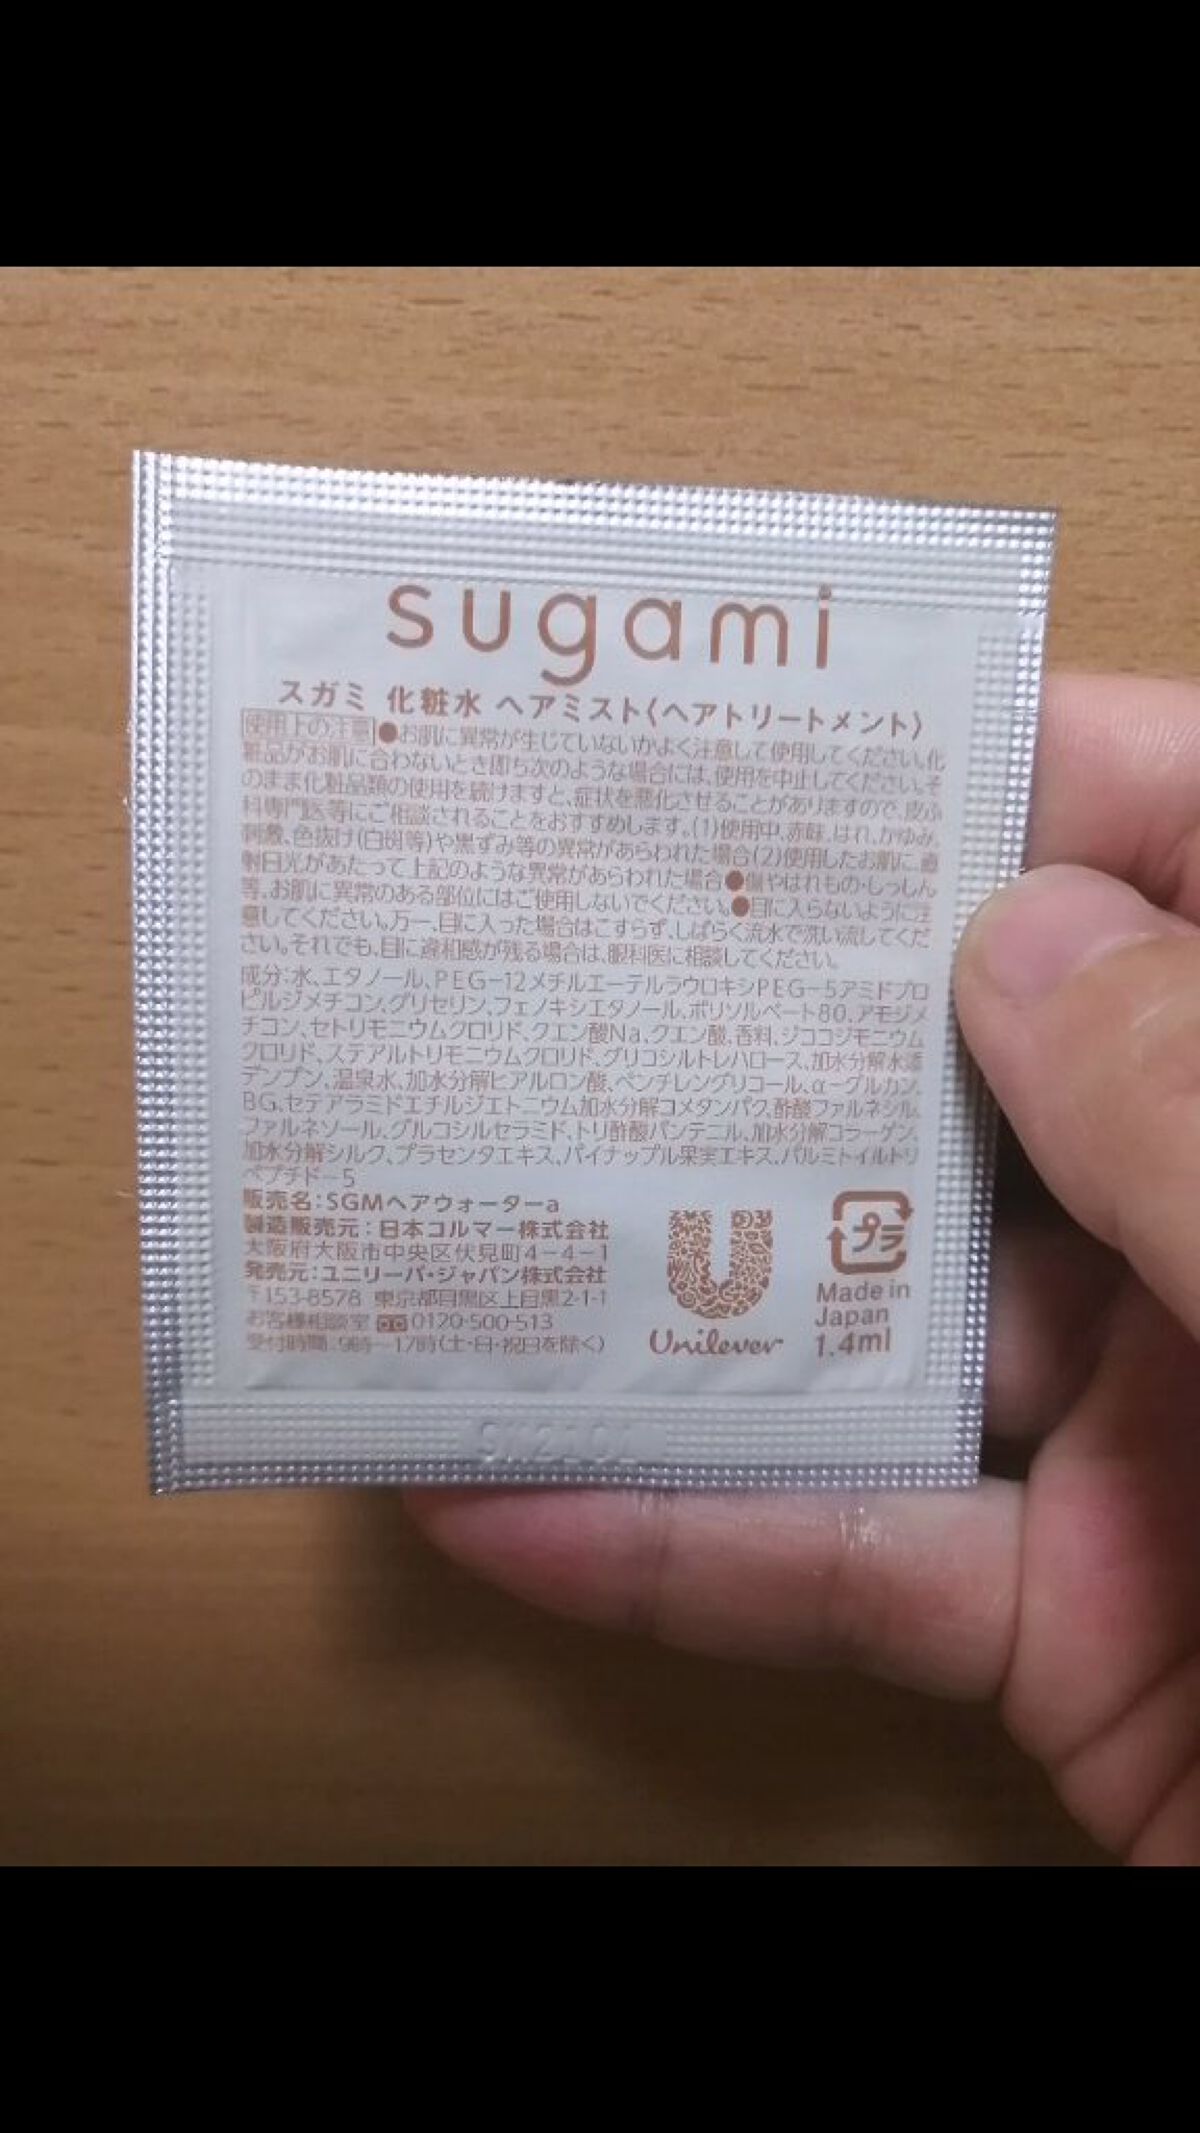 sugami
スガミ 化粧水 ヘアミスト〈ヘアトリートメント〉
使用上の注意 ●お肌に異常が生じていないかよく注意して使用してください。化
粧品がお肌に合わないとき即ち次のような場合には、使用を中止してください。そ
のまま化粧品類の使用を続けますと、症状を悪化させることがありますので、皮ふ
科専門医等にご相談されることをおすすめします。(1)使用中、赤味、はれ、かゆみ、
刺激、色抜け(白斑等)や黒ずみ等の異常があらわれた場合(2)使用したお肌に、直
射日光があたって上記のような異常があらわれた場合●傷やはれもの・しっしん
等、お肌に異常のある部位にはご使用しないでください。●目に入らないように注
意してください。万一、目に入った場合はこすらず、しばらく流水で洗い流してくだ
さい。それでも、目に違和感が残る場合は、眼科医に相談してください。
成分:水、エタノール、PEG-12メチルエーテルラウロキシPEG-5アミドプロ
ピルジメチコン、グリセリン、フェノキシエタノール、ポリソルベート80、アモジメ
チコン、セトリモニウムクロリド、クエン酸Na、クエン酸、香料、ジココジモニウム
クロリド、ステアルトリモニウムクロリド、グリコシルトレハロース、加水分解水添
デンプン、温泉水、加水分解ヒアルロン酸、ペンチレングリコール、α-グルカン、
BG、セテアラミドエチルジエトニウム加水分解コメタンパク、酢酸ファルネシル、
ファルネソール、グルコシルセラミド、トリ酢酸パンテニル、加水分解コラーゲン、
加水分解シルク、プラセンタエキス、パイナップル果実エキス、パルミトイルトリ
ペプチド-5
販売名:SGMヘアウォーターa
製造販売元:日本コルマー株式会社
大阪府大阪市中央区伏見町4-4-1
発売元:ユニリーバ・ジャパン株式会社
〒153-8578 東京都目黒区上目黒2-1-1
お客様相談室 0120-500-513
受付時間:9時～17時(土・日・祝日を除く)
Unilever
プラ
Made in
Japan
1.4ml